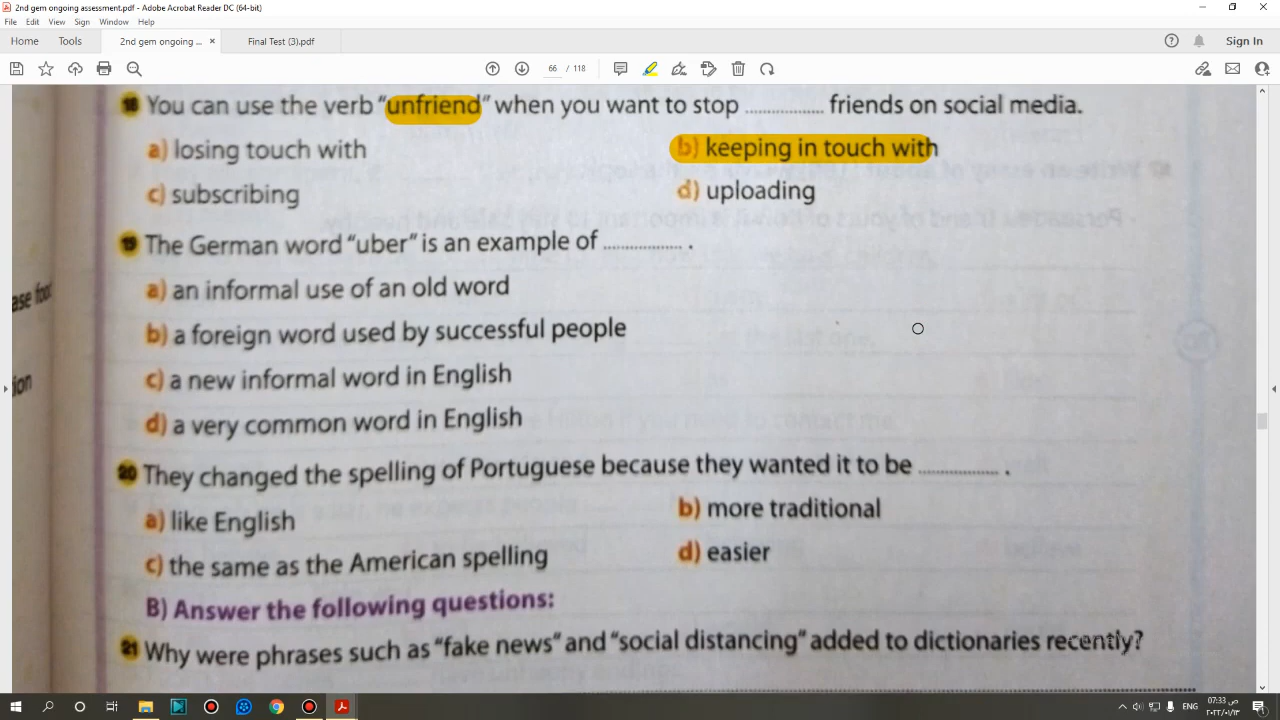 2nd gem ongoing assessment.pdf - Adobe Acrobat Reader DC (64-bit)
File Edit View Sign Window Help
Home Tools 2nd gem ongoing ... × Final Test (3).pdf Sign In
66 / 118
18 You can use the verb "unfriend" when you want to stop ............... friends on social media.
a) losing touch with b) keeping in touch with
c) subscribing d) uploading
19 The German word "uber" is an example of ............... .
a) an informal use of an old word
b) a foreign word used by successful people
c) a new informal word in English
d) a very common word in English
20 They changed the spelling of Portuguese because they wanted it to be ............... .
a) like English b) more traditional
c) the same as the American spelling d) easier
B) Answer the following questions:
21 Why were phrases such as "fake news" and "social distancing" added to dictionaries recently?
ENG 07:33 ص